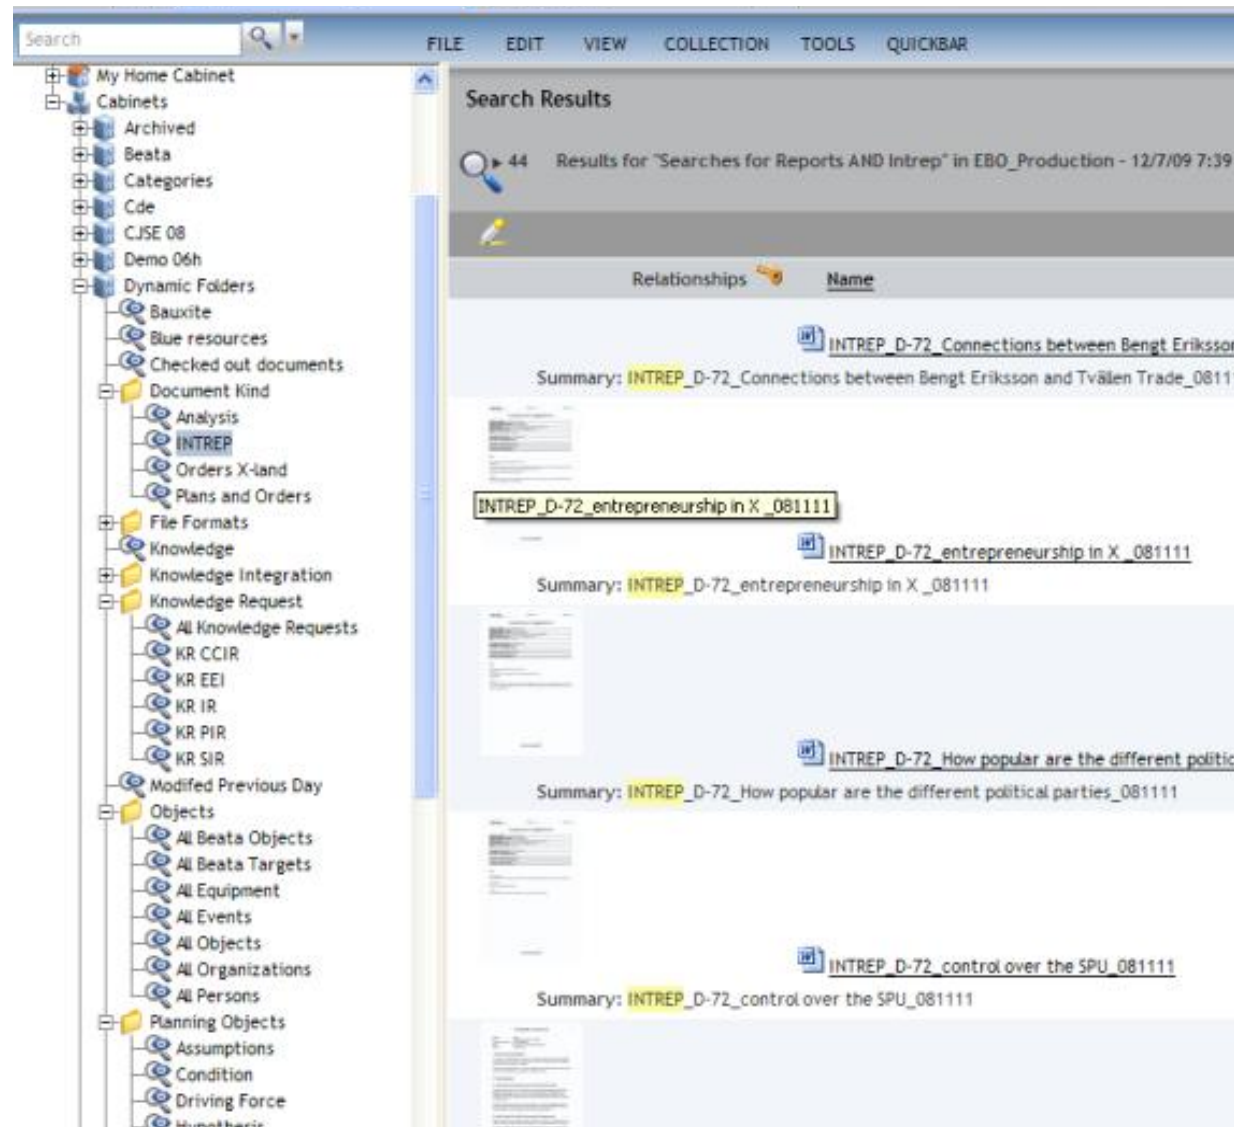 Search
FILE EDIT VIEW COLLECTION TOOLS QUICKBAR
My Home Cabinet
Cabinets
Archived
Beata
Categories
Cde
CJSE 08
Demo 06h
Dynamic Folders
Bauxite
Blue resources
Checked out documents
Document Kind
Analysis
INTREP
Orders X-land
Plans and Orders
File Formats
Knowledge
Knowledge Integration
Knowledge Request
All Knowledge Requests
KR CCIR
KR EEI
KR IR
KR PIR
KR SIR
Modifed Previous Day
Objects
All Beata Objects
All Beata Targets
All Equipment
All Events
All Objects
All Organizations
All Persons
Planning Objects
Assumptions
Condition
Driving Force
Hypothesis
Search Results
44 Results for "Searches for Reports AND Intrep" in EBO_Production - 12/7/09 7:39
Relationships Name
INTREP_D-72_Connections between Bengt Eriksson
Summary: INTREP_D-72_Connections between Bengt Eriksson and Tvällen Trade_0811
INTREP_D-72_entrepreneurship in X _081111
INTREP_D-72_entrepreneurship in X _081111
Summary: INTREP_D-72_entrepreneurship in X _081111
INTREP_D-72_How popular are the different politic
Summary: INTREP_D-72_How popular are the different political parties_081111
INTREP_D-72_control over the SPU_081111
Summary: INTREP_D-72_control over the SPU_081111